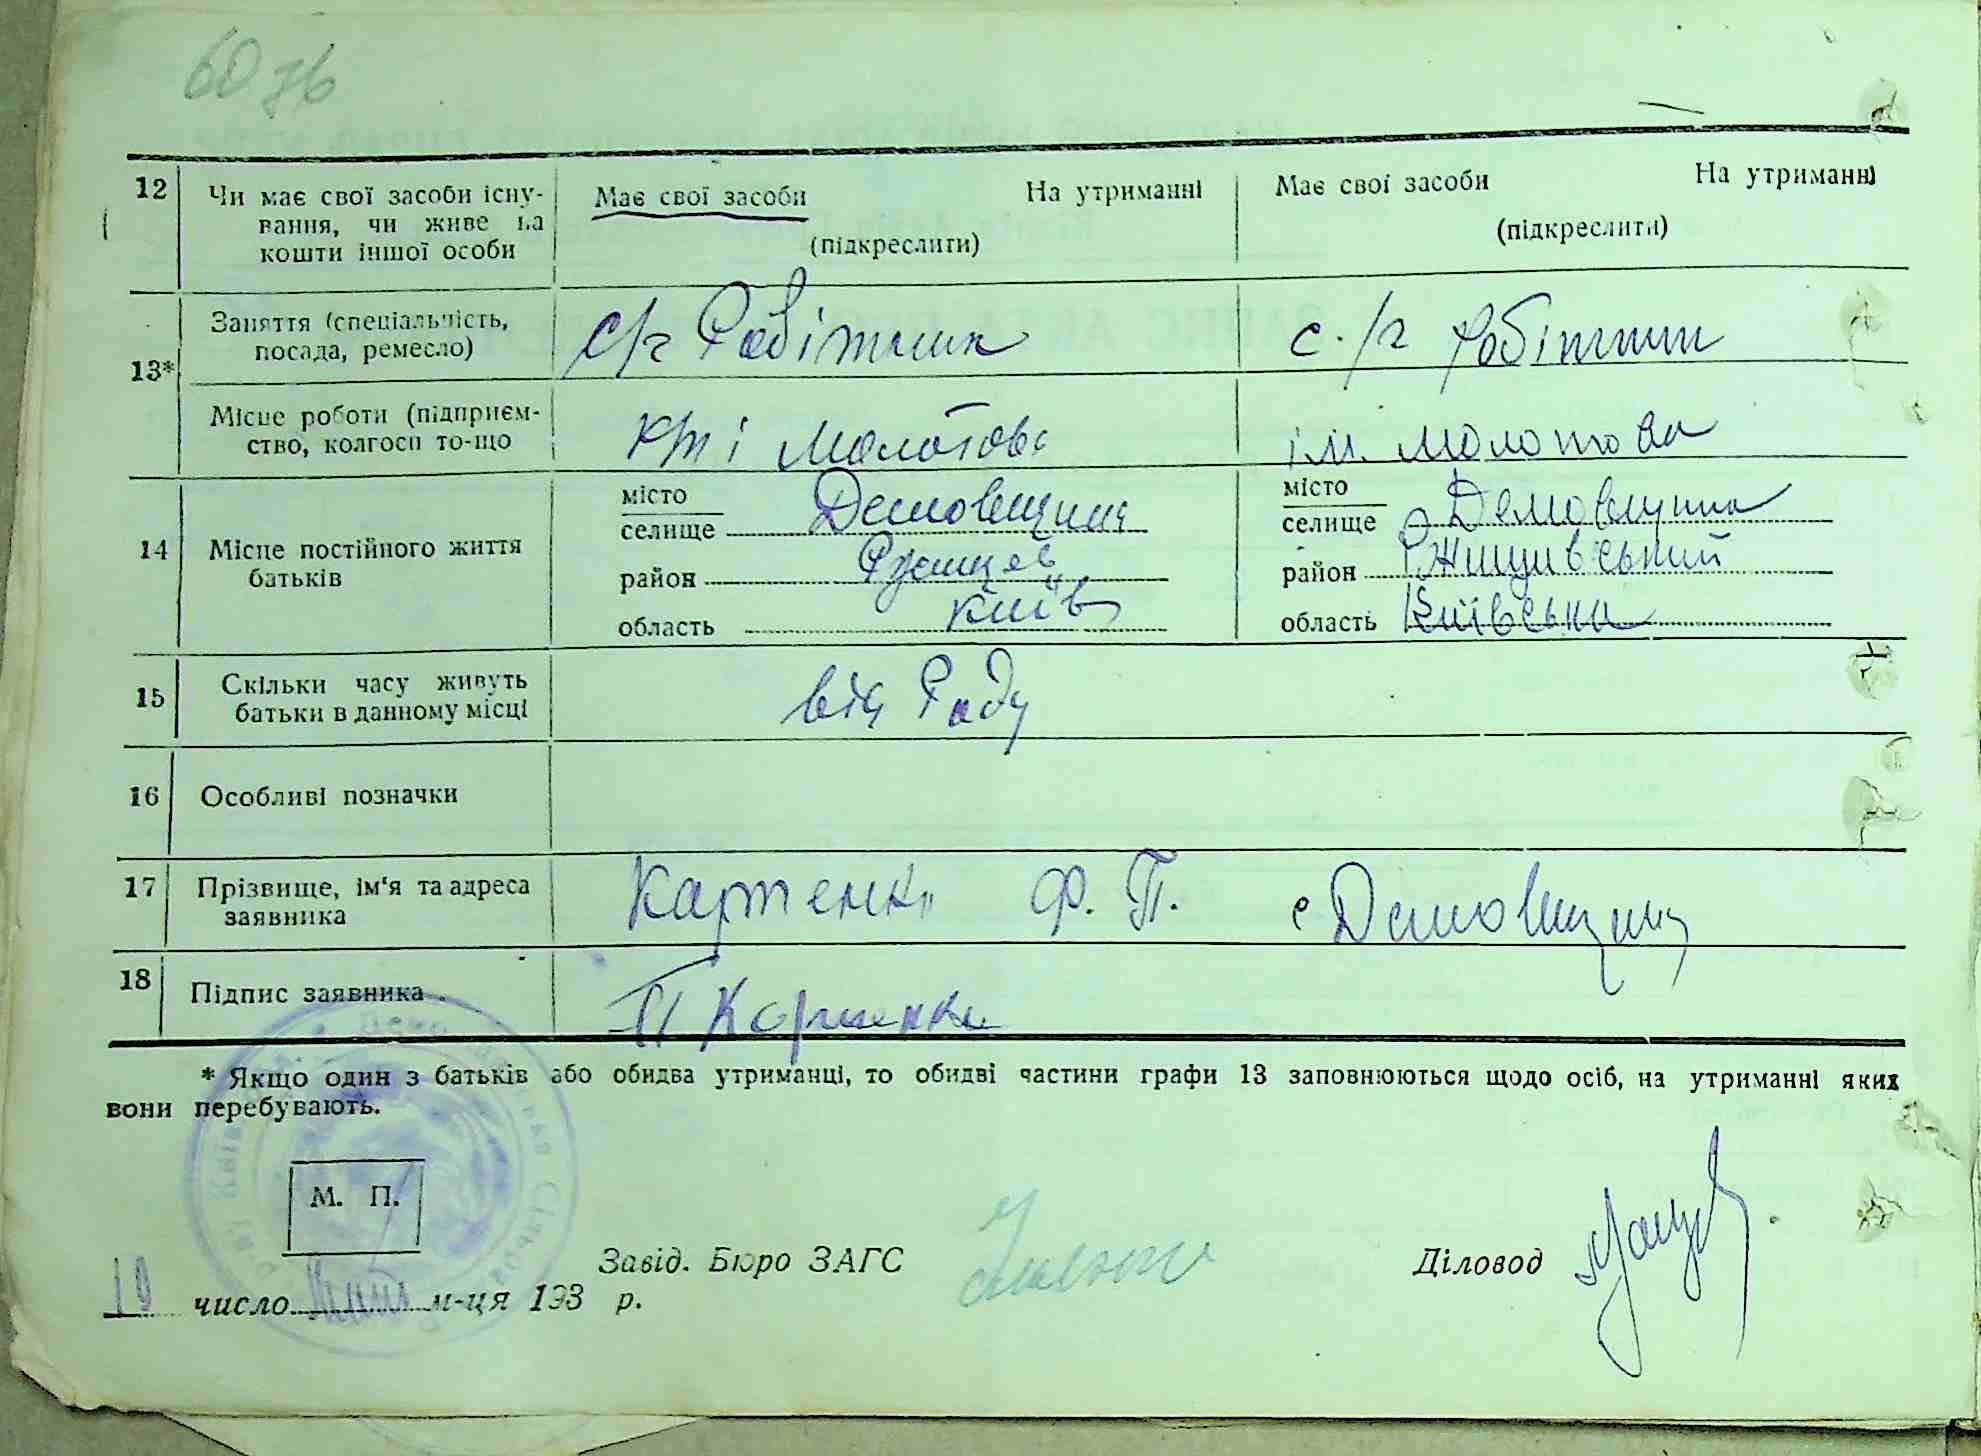 60 зв
12 Чи має свої засоби існу- Має свої засоби На утриманні Має свої засоби На утриманні
вання, чи живе на
кошти іншої особи (підкреслити) (підкреслити)
13* Заняття (спеціальність, с/г Робітник с./г робітник
посада, ремесло)
Місце роботи (підприєм- Молотова ім. Молотова
ство, колгосп то-що
14 Місце постійного життя
батьків
місто місто
селище Демовщина селище Демовщина
район Ржищев район Ржищивський
область Київ область Київська
15 Скільки часу живуть від Роду
батьки в данному місці
16 Особливі позначки
17 Прізвище, ім'я та адреса Картенко Ф. П. с Демовщина
заявника
18 Підпис заявника
* Якщо один з батьків або обидва утриманці, то обидві частини графи 13 заповнюються щодо осіб, на утриманні яких
вони перебувають.
М. П.
Завід. Бюро ЗАГС Діловод
19 число м-ця 193 р.